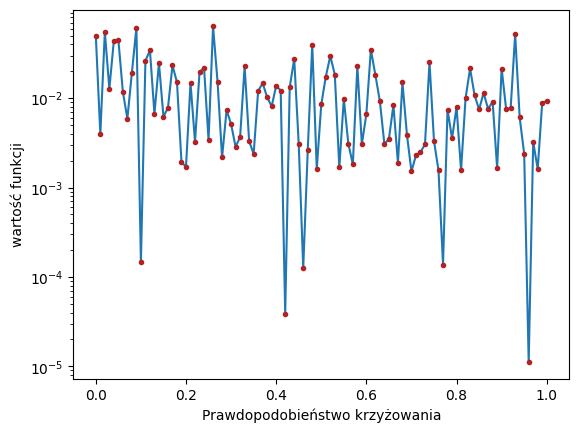 wartość funkcji
10⁻²
10⁻³
10⁻⁴
10⁻⁵
0.0 0.2 0.4 0.6 0.8 1.0
Prawdopodobieństwo krzyżowania